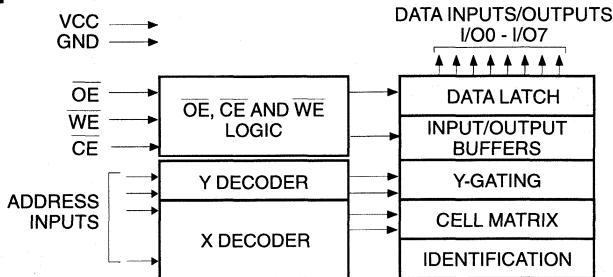 VCC
GND
DATA INPUTS/OUTPUTS
I/O0 - I/O7
OE
WE
CE
OE, CE AND WE
LOGIC
DATA LATCH
INPUT/OUTPUT
BUFFERS
ADDRESS
INPUTS
Y DECODER
Y-GATING
X DECODER
CELL MATRIX
IDENTIFICATION